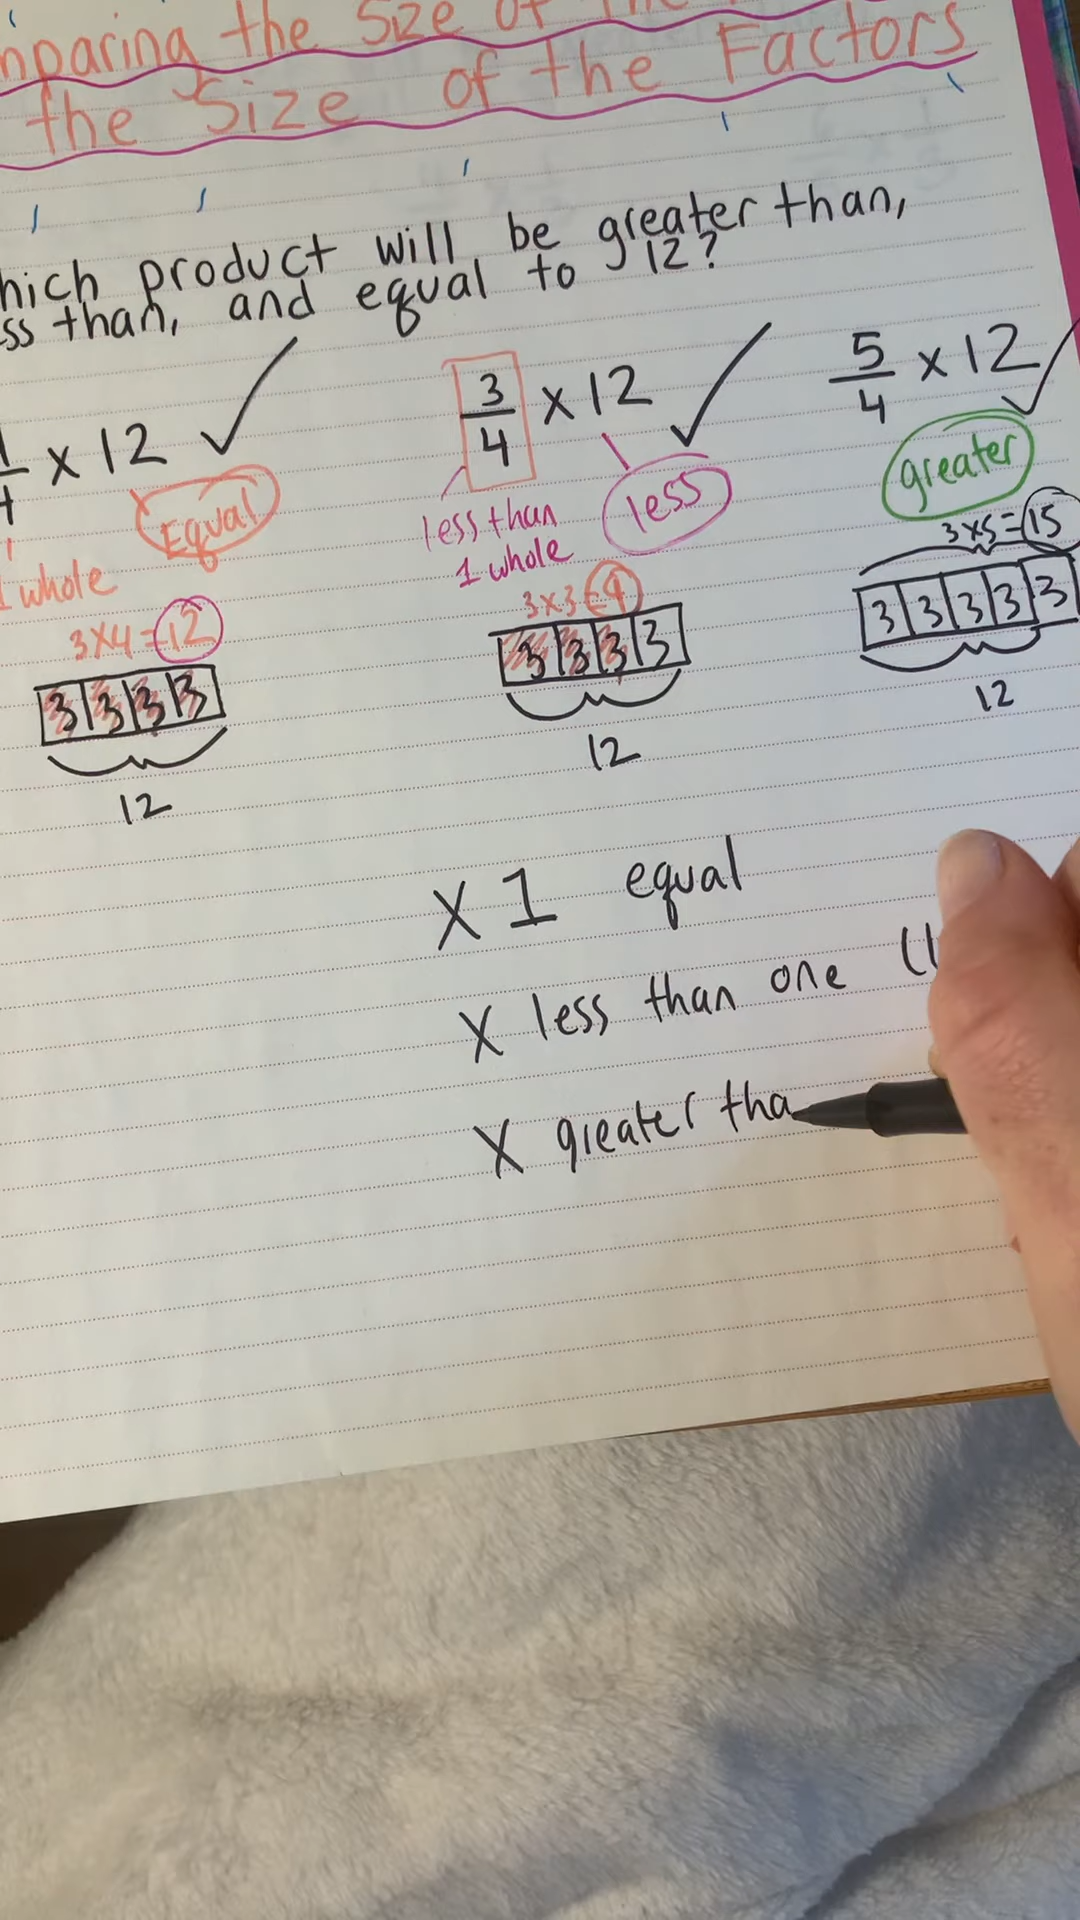 mparing the Size of the
the Size of the Factors
hich product will be greater than,
ss than, and equal to 12?
4 x 12
Equal
1 whole
3x4=12
3 3 3 3
12
3/4 x 12
less than
1 whole
less
3x3=9
3 3 3 3
12
5/4 x 12
greater
3x5=15
3 3 3 3 3
12
X 1 equal
X less than one (l
X greater tha